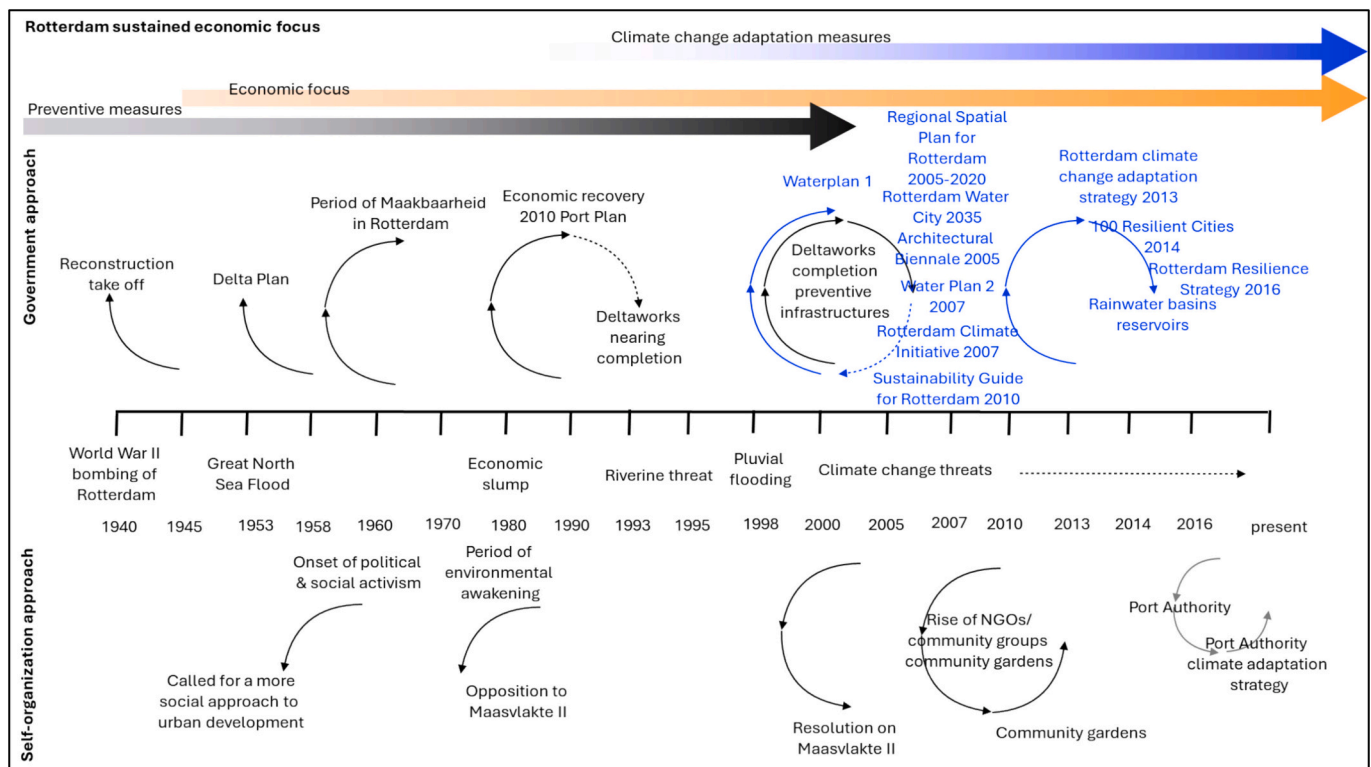 Rotterdam sustained economic focus
Climate change adaptation measures
Economic focus
Preventive measures
Government approach
Reconstruction
take off
Delta Plan
Period of Maakbaarheid
in Rotterdam
Economic recovery
2010 Port Plan
Deltaworks
nearing
completion
Waterplan 1
Deltaworks
completion
preventive
infrastructures
Regional Spatial
Plan for
Rotterdam
2005-2020
Rotterdam Water
City 2035
Architectural
Biennale 2005
Water Plan 2
2007
Rotterdam Climate
Initiative 2007
Sustainability Guide
for Rotterdam 2010
Rotterdam climate
change adaptation
strategy 2013
100 Resilient Cities
2014
Rotterdam Resilience
Strategy 2016
Rainwater basins
reservoirs
World War II
bombing of
Rotterdam
Great North
Sea Flood
Economic
slump
Riverine threat
Pluvial
flooding
Climate change threats
1940 1945 1953 1958 1960 1970 1980 1990 1993 1995 1998 2000 2005 2007 2010 2013 2014 2016 present
Self-organization approach
Onset of political
& social activism
Called for a more
social approach to
urban development
Period of
environmental
awakening
Opposition to
Maasvlakte II
Resolution on
Maasvlakte II
Rise of NGOs/
community groups
community gardens
Community gardens
Port Authority
Port Authority
climate adaptation
strategy